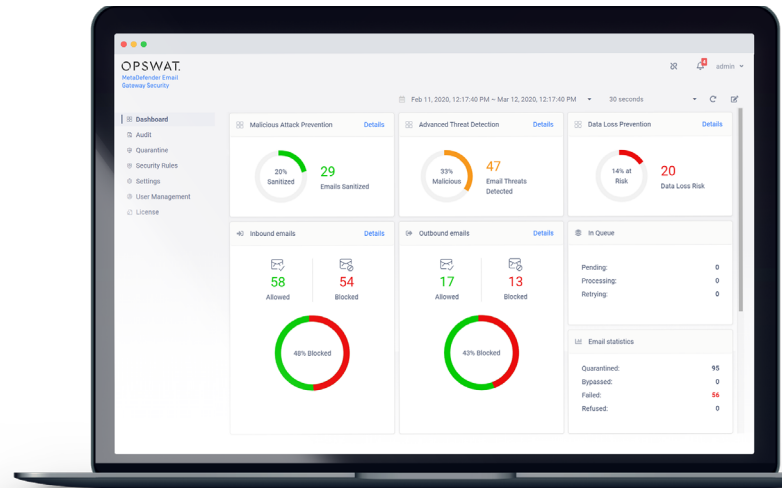 OPSWAT.
MetaDefender Email
Gateway Security
4
admin
Feb 11, 2020, 12:17:40 PM ~ Mar 12, 2020, 12:17:40 PM
30 seconds
Dashboard
Audit
Quarantine
Security Rules
Settings
User Management
License
Malicious Attack Prevention
Details
20%
Sanitized
29
Emails Sanitized
Advanced Threat Detection
Details
33%
Malicious
47
Email Threats
Detected
Data Loss Prevention
Details
14% at
Risk
20
Data Loss Risk
Inbound emails
Details
58
Allowed
54
Blocked
48% Blocked
Outbound emails
Details
17
Allowed
13
Blocked
43% Blocked
In Queue
Pending: 0
Processing: 0
Retrying: 0
Email statistics
Quarantined: 95
Bypassed: 0
Failed: 56
Refused: 0